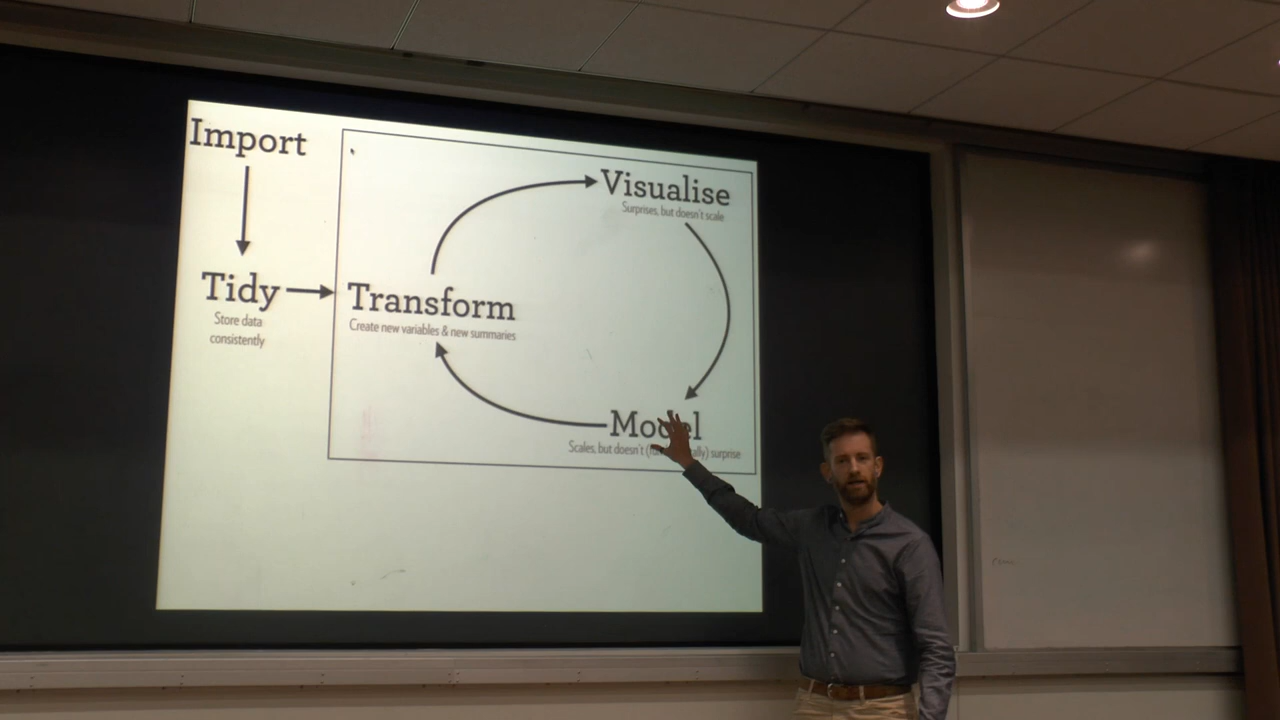 Import
Visualise
Surprises, but doesn't scale
Tidy
Store data
consistently
Transform
Create new variables & new summaries
Model
Scales, but doesn't surprise